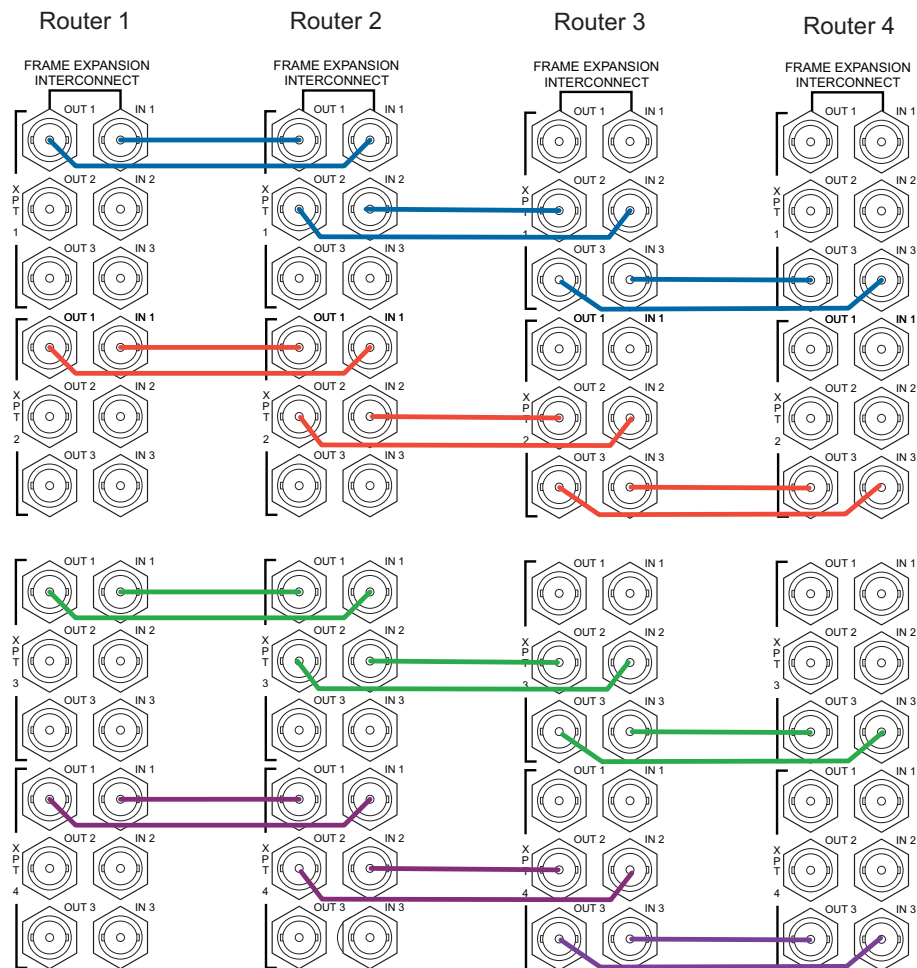 Router 1 Router 2 Router 3 Router 4
FRAME EXPANSION FRAME EXPANSION FRAME EXPANSION FRAME EXPANSION
INTERCONNECT INTERCONNECT INTERCONNECT INTERCONNECT
OUT 1 IN 1 OUT 1 IN 1 OUT 1 IN 1 OUT 1 IN 1
XPT 1 OUT 2 IN 2 XPT 1 OUT 2 IN 2 XPT 1 OUT 2 IN 2 XPT 1 OUT 2 IN 2
OUT 3 IN 3 OUT 3 IN 3 OUT 3 IN 3 OUT 3 IN 3
OUT 1 IN 1 OUT 1 IN 1 OUT 1 IN 1 OUT 1 IN 1
XPT 2 OUT 2 IN 2 XPT 2 OUT 2 IN 2 XPT 2 OUT 2 IN 2 XPT 2 OUT 2 IN 2
OUT 3 IN 3 OUT 3 IN 3 OUT 3 IN 3 OUT 3 IN 3
OUT 1 IN 1 OUT 1 IN 1 OUT 1 IN 1 OUT 1 IN 1
XPT 3 OUT 2 IN 2 XPT 3 OUT 2 IN 2 XPT 3 OUT 2 IN 2 XPT 3 OUT 2 IN 2
OUT 3 IN 3 OUT 3 IN 3 OUT 3 IN 3 OUT 3 IN 3
OUT 1 IN 1 OUT 1 IN 1 OUT 1 IN 1 OUT 1 IN 1
XPT 4 OUT 2 IN 2 XPT 4 OUT 2 IN 2 XPT 4 OUT 2 IN 2 XPT 4 OUT 2 IN 2
OUT 3 IN 3 OUT 3 IN 3 OUT 3 IN 3 OUT 3 IN 3